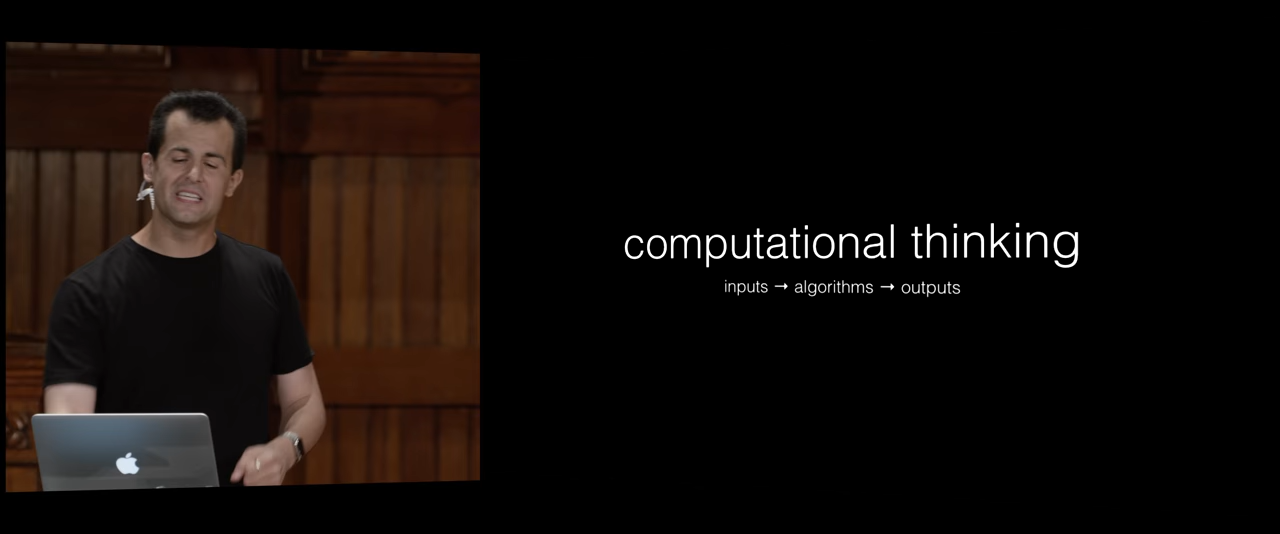 computational thinking
inputs → algorithms → outputs